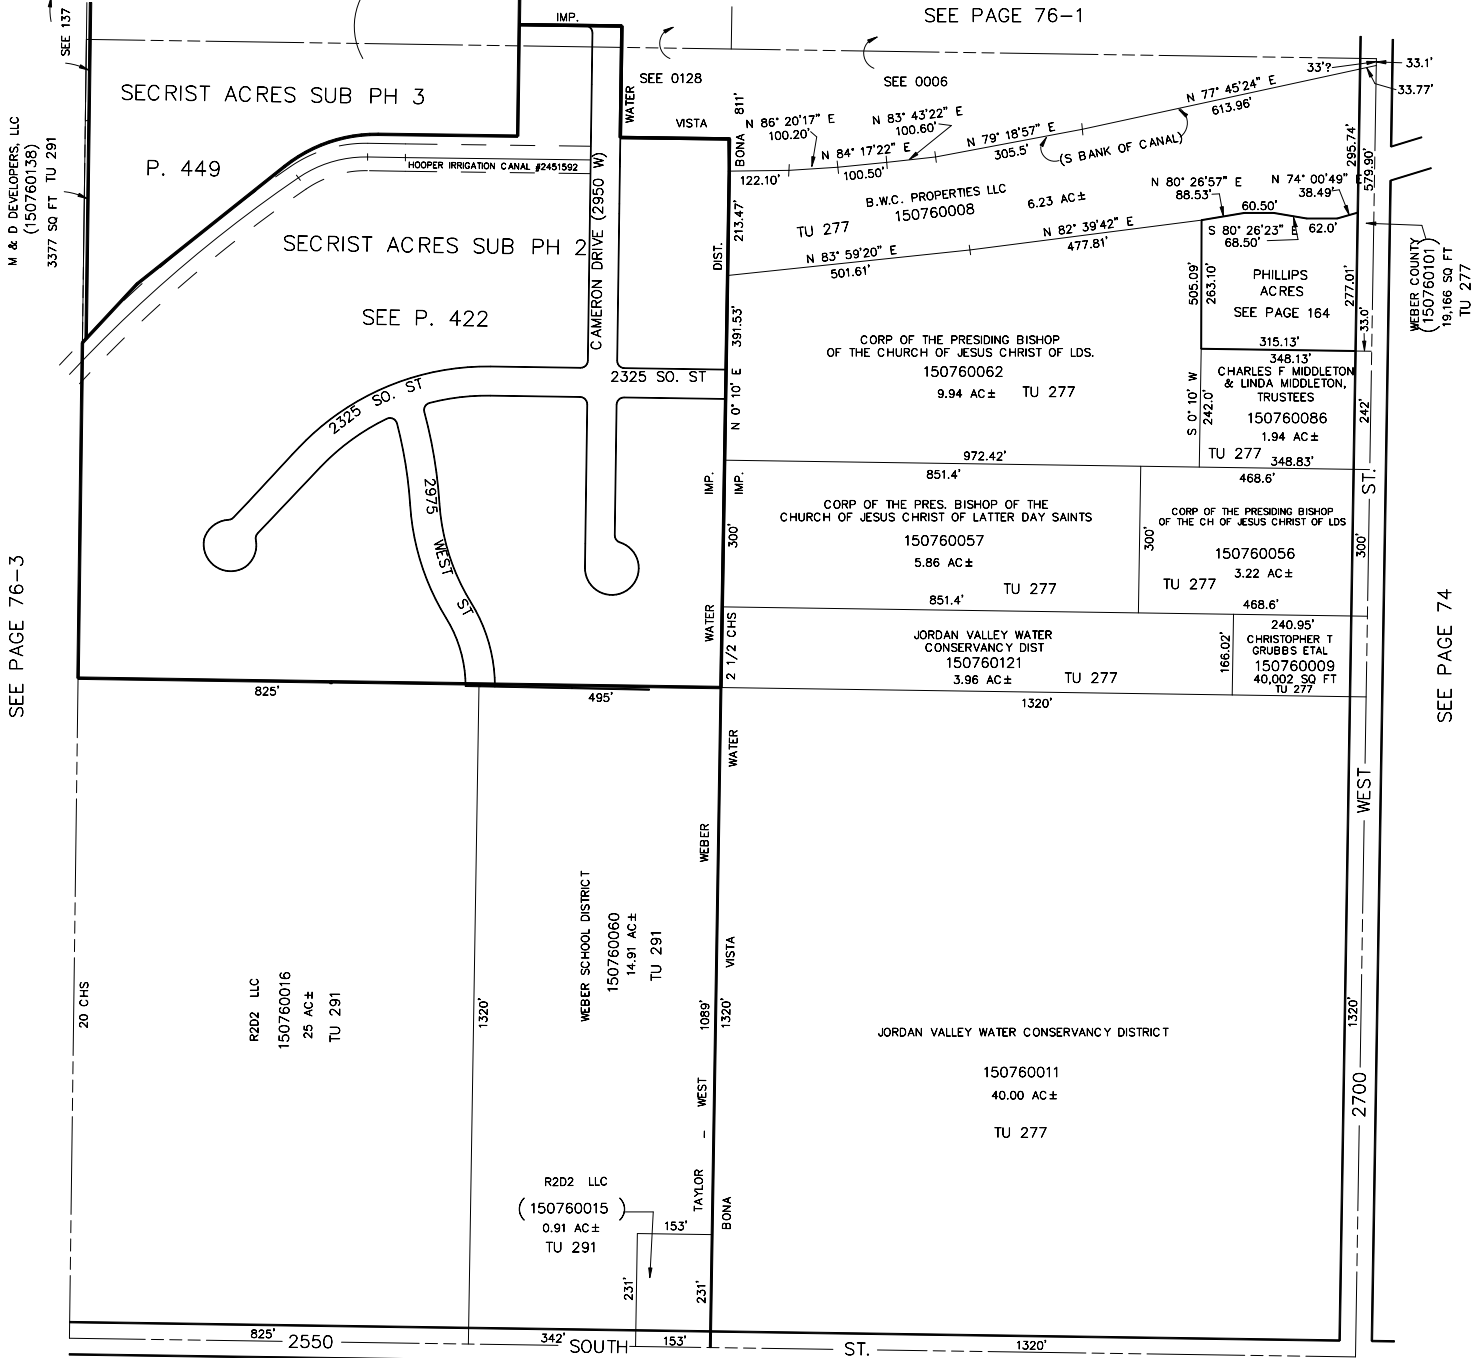 SEE PAGE 76-1
IMP.
SEE 137
SEE 0128
SEE 0006
33'?
33.1'
33.77'
SECRIST ACRES SUB PH 3
P. 449
M & D DEVELOPERS, LLC
(150760138)
3377 SQ FT TU 291
WATER
VISTA
BONA
811'
N 86° 20'17" E
100.20'
N 83° 43'22" E
100.60'
N 77° 45'24" E
613.96'
N 84° 17'22" E
100.50'
N 79° 18'57" E
305.5'
(S BANK OF CANAL)
122.10'
295.74'
579.90'
HOOPER IRRIGATION CANAL #2451592
B.W.C. PROPERTIES LLC
150760008
6.23 AC±
TU 277
213.47'
DIST.
N 80° 26'57" E
88.53'
N 74° 00'49" E
38.49'
60.50'
S 80° 26'23" E
68.50'
62.0'
N 82° 39'42" E
477.81'
N 83° 59'20" E
501.61'
SECRIST ACRES SUB PH 2
SEE P. 422
CAMERON DRIVE (2950 W)
505.09'
263.10'
PHILLIPS
ACRES
SEE PAGE 164
277.01'
33.0'
315.13'
WEBER COUNTY
(150760101)
19,166 SQ FT
TU 277
391.53'
N 0° 10' E
CORP OF THE PRESIDING BISHOP
OF THE CHURCH OF JESUS CHRIST OF LDS.
150760062
9.94 AC± TU 277
972.42'
348.13'
CHARLES F MIDDLETON
& LINDA MIDDLETON,
TRUSTEES
150760086
1.94 AC±
TU 277
348.83'
S 0° 10' W
242.0'
242'
2325 SO. ST
2325 SO. ST
2975 WEST ST
IMP.
IMP.
851.4'
CORP OF THE PRES. BISHOP OF THE
CHURCH OF JESUS CHRIST OF LATTER DAY SAINTS
150760057
5.86 AC±
TU 277
851.4'
300'
468.6'
CORP OF THE PRESIDING BISHOP
OF THE CH OF JESUS CHRIST OF LDS
150760056
3.22 AC±
TU 277
468.6'
300'
300'
ST.
SEE PAGE 76-3
SEE PAGE 74
WATER
2 1/2 CHS
JORDAN VALLEY WATER
CONSERVANCY DIST
150760121
3.96 AC± TU 277
166.02'
240.95'
CHRISTOPHER T
GRUBBS ETAL
150760009
40,002 SQ FT
TU 277
825'
495'
1320'
WATER
WEBER
WEST
VISTA
20 CHS
R2D2 LLC
150760016
25 AC±
TU 291
1320'
WEBER SCHOOL DISTRICT
150760060
14.91 AC±
TU 291
1089'
1320'
JORDAN VALLEY WATER CONSERVANCY DISTRICT
150760011
40.00 AC±
TU 277
1320'
2700
WEST
-
TAYLOR
BONA
R2D2 LLC
(150760015)
0.91 AC±
TU 291
153'
231'
231'
825'
2550
342'
SOUTH
153'
ST.
1320'